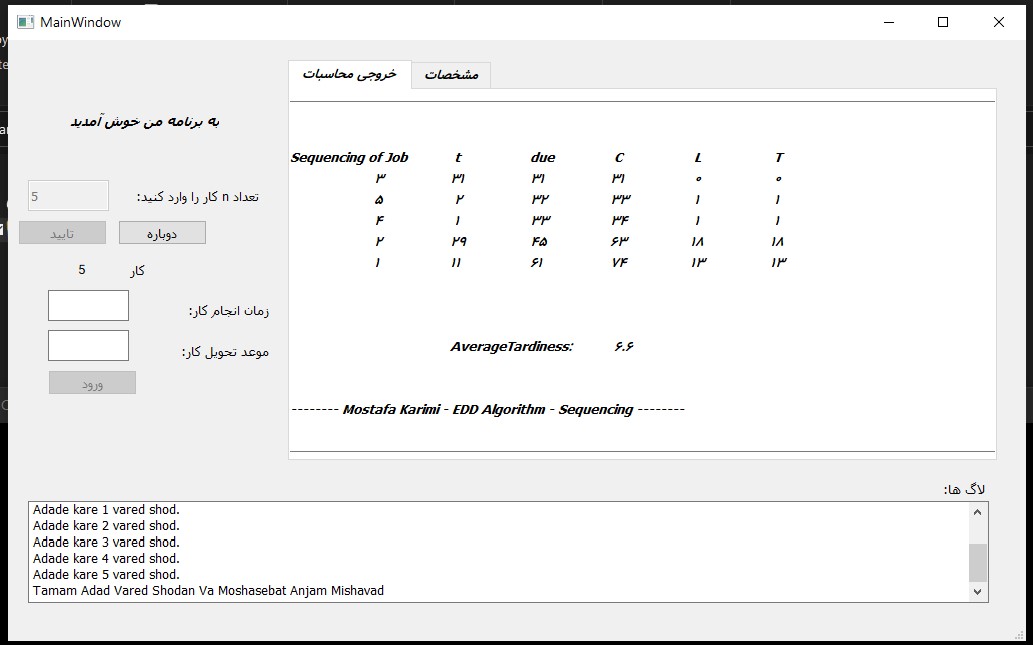 MainWindow
خروجی محاسبات
مشخصات
به برنامه من خوش آمدید
تعداد n کار را وارد کنید:
5
تایید
دوباره
کار
5
زمان انجام کار:
موعد تحویل کار:
ورود
Sequencing of Job t due C L T
۳ ۳۱ ۳۱ ۳۱ ۰ ۰
۵ ۲ ۳۲ ۳۳ ۱ ۱
۴ ۱ ۳۳ ۳۴ ۱ ۱
۲ ۲۹ ۴۵ ۶۳ ۱۸ ۱۸
۱ ۱۱ ۶۱ ۷۴ ۱۳ ۱۳
AverageTardiness: ۶.۶
-------- Mostafa Karimi - EDD Algorithm - Sequencing --------
لاگ ها:
Adade kare 1 vared shod.
Adade kare 2 vared shod.
Adade kare 3 vared shod.
Adade kare 4 vared shod.
Adade kare 5 vared shod.
Tamam Adad Vared Shodan Va Moshasebat Anjam Mishavad